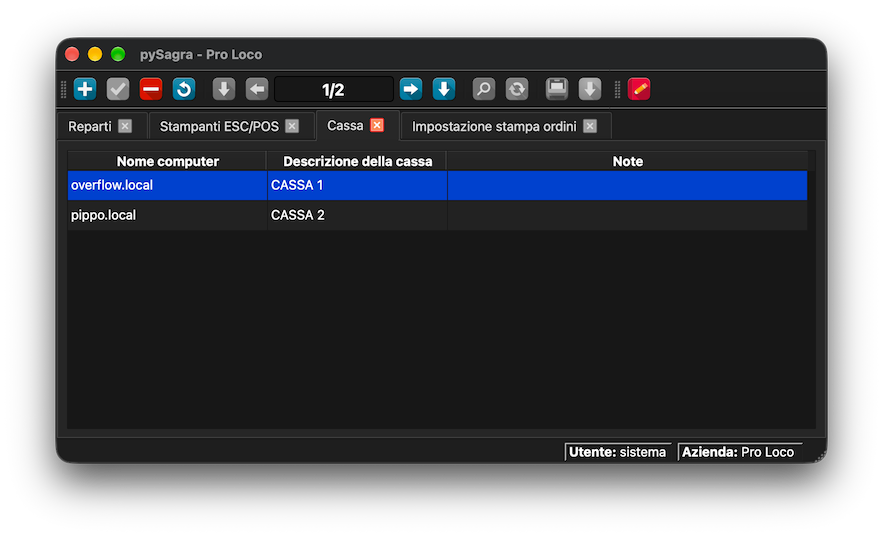 pySagra - Pro Loco
1/2
Reparti Stampanti ESC/POS Cassa Impostazione stampa ordini
Nome computer Descrizione della cassa Note
overflow.local CASSA 1
pippo.local CASSA 2
Utente: sistema Azienda: Pro Loco